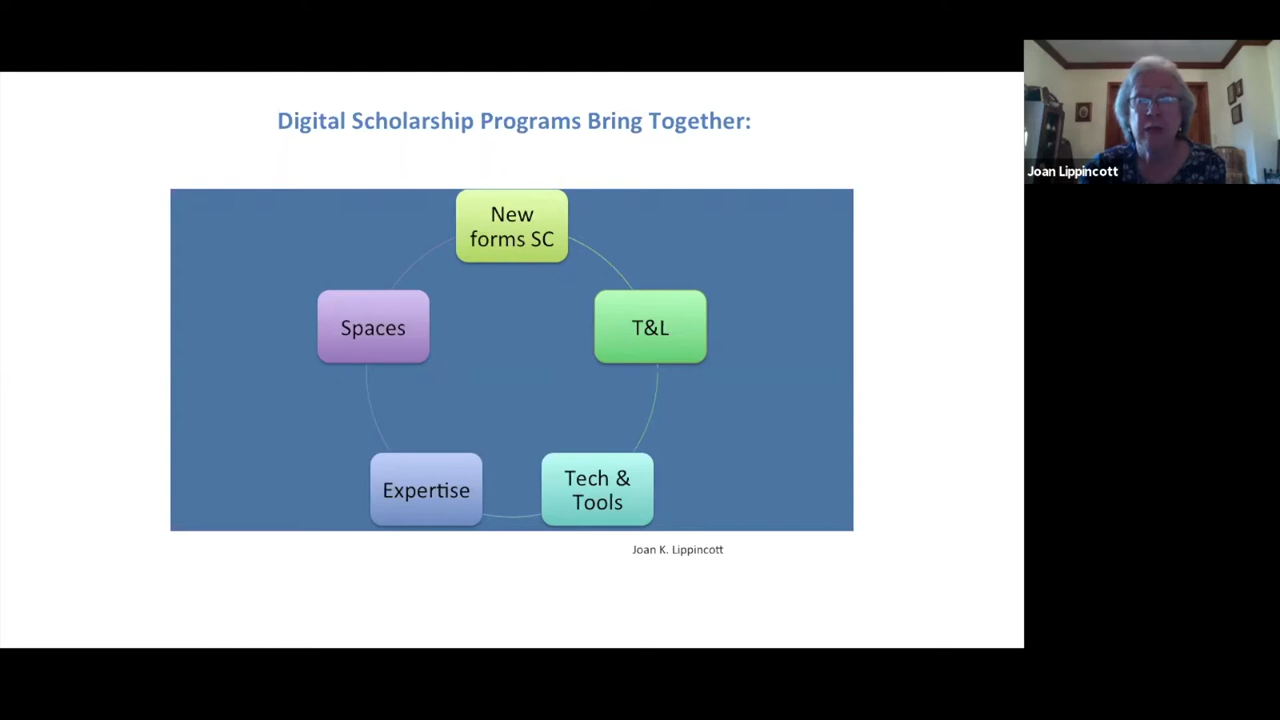 Digital Scholarship Programs Bring Together:
New
forms SC
Spaces
T&L
Expertise
Tech &
Tools
Joan K. Lippincott
Joan Lippincott